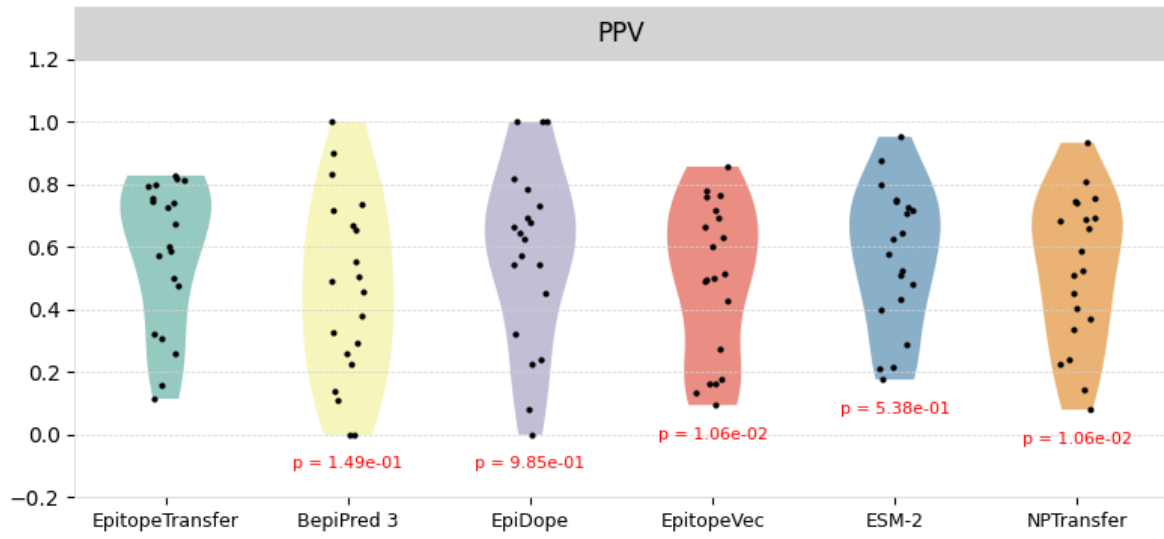 PPV
1.2
1.0
0.8
0.6
0.4
0.2
0.0
−0.2
p = 1.49e-01
p = 9.85e-01
p = 1.06e-02
p = 5.38e-01
p = 1.06e-02
EpitopeTransfer
BepiPred 3
EpiDope
EpitopeVec
ESM-2
NPTransfer